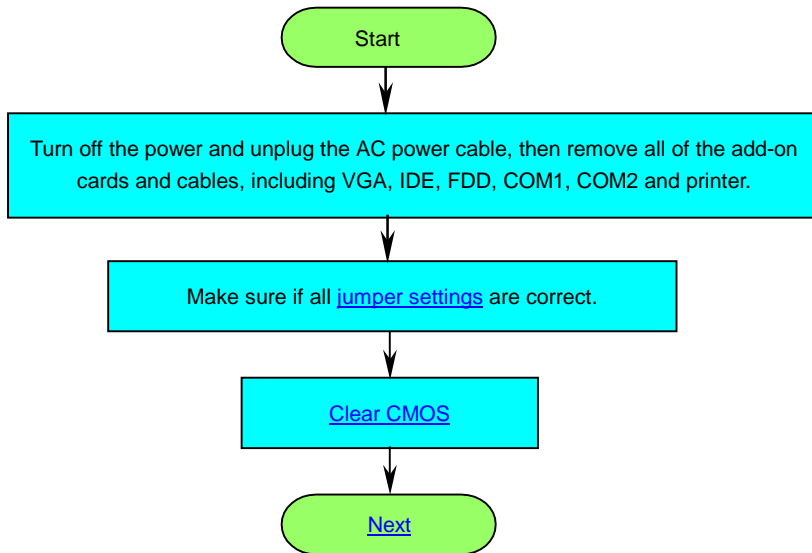 Start
Turn off the power and unplug the AC power cable, then remove all of the add-on
cards and cables, including VGA, IDE, FDD, COM1, COM2 and printer.
Make sure if all jumper settings are correct.
Clear CMOS
Next